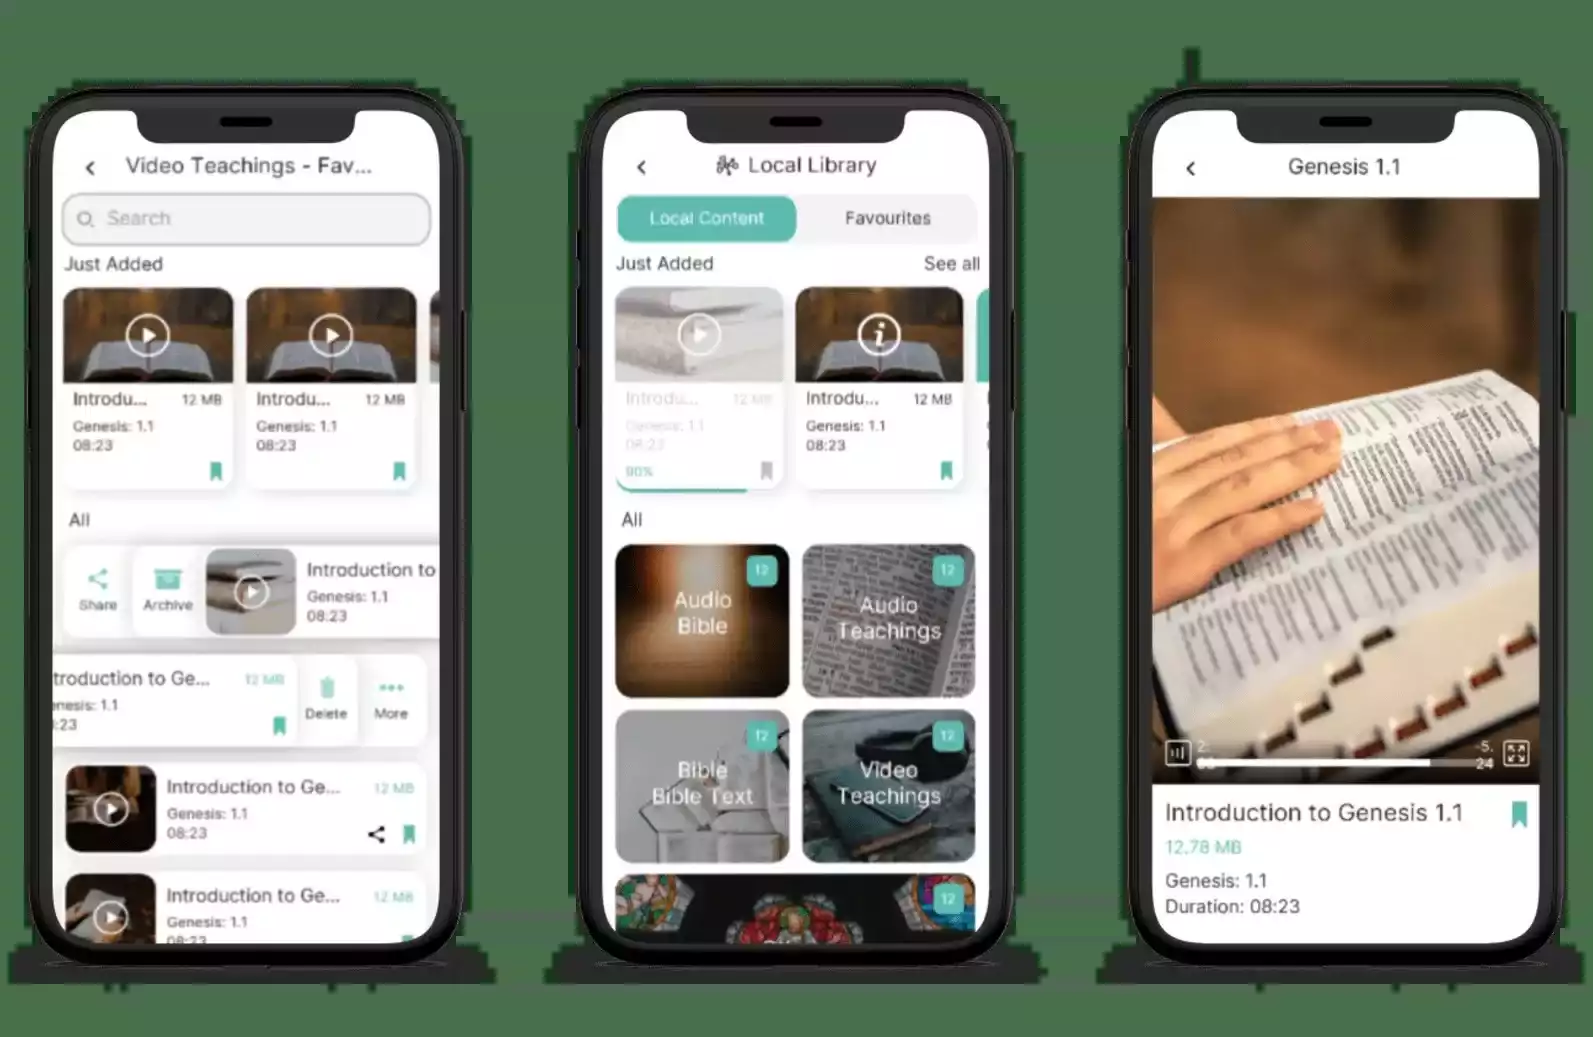 Video Teachings - Fav...
Search
Just Added
Introdu... 12 MB
Genesis: 1.1
08:23
Introdu... 12 MB
Genesis: 1.1
08:23
All
Share
Archive
Introduction to
Genesis: 1.1
08:23
troduction to Ge... 12 MB
enesis: 1.1
:23
Delete
More
Introduction to Ge... 12 MB
Genesis: 1.1
08:23
Introduction to Ge... 12 MB
Genesis: 1.1
08:23
Local Library
Local Content
Favourites
Just Added See all
Introdu... 12 MB
Genesis: 1.1
08:23
90%
Introdu... 12 MB
Genesis: 1.1
08:23
All
12
Audio
Bible
12
Audio
Teachings
12
Bible
Bible Text
12
Video
Teachings
12
Genesis 1.1
2:
-5.
24
Introduction to Genesis 1.1
12.78 MB
Genesis: 1.1
Duration: 08:23